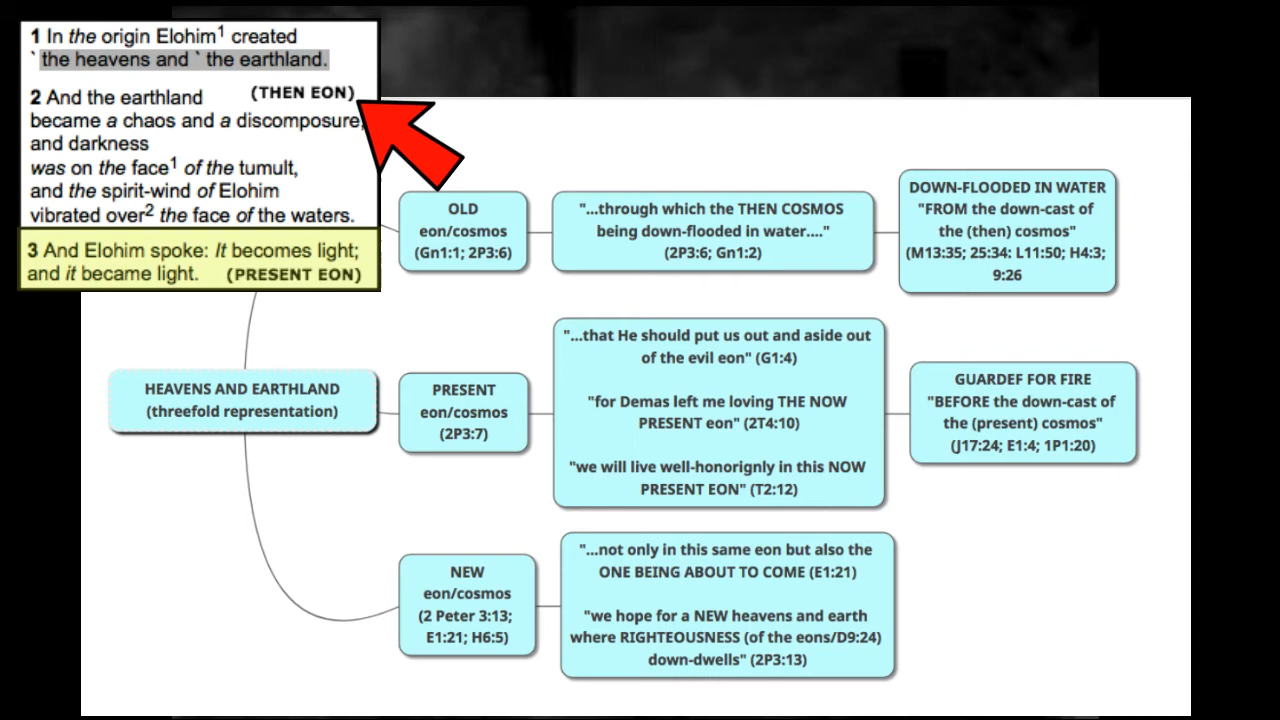 1 In the origin Elohim1 created
` the heavens and ` the earthland.
2 And the earthland (THEN EON)
became a chaos and a discomposure,
and darkness
was on the face1 of the tumult,
and the spirit-wind of Elohim
vibrated over2 the face of the waters.
3 And Elohim spoke: It becomes light;
and it became light. (PRESENT EON)
HEAVENS AND EARTHLAND
(threefold representation)
OLD
eon/cosmos
(Gn1:1; 2P3:6)
"...through which the THEN COSMOS
being down-flooded in water...."
(2P3:6; Gn1:2)
DOWN-FLOODED IN WATER
"FROM the down-cast of
the (then) cosmos"
(M13:35; 25:34: L11:50; H4:3;
9:26
PRESENT
eon/cosmos
(2P3:7)
"...that He should put us out and aside out
of the evil eon" (G1:4)
"for Demas left me loving THE NOW
PRESENT eon" (2T4:10)
"we will live well-honorignly in this NOW
PRESENT EON" (T2:12)
GUARDEF FOR FIRE
"BEFORE the down-cast of
the (present) cosmos"
(J17:24; E1:4; 1P1:20)
NEW
eon/cosmos
(2 Peter 3:13;
E1:21; H6:5)
"...not only in this same eon but also the
ONE BEING ABOUT TO COME (E1:21)
"we hope for a NEW heavens and earth
where RIGHTEOUSNESS (of the eons/D9:24)
down-dwells" (2P3:13)